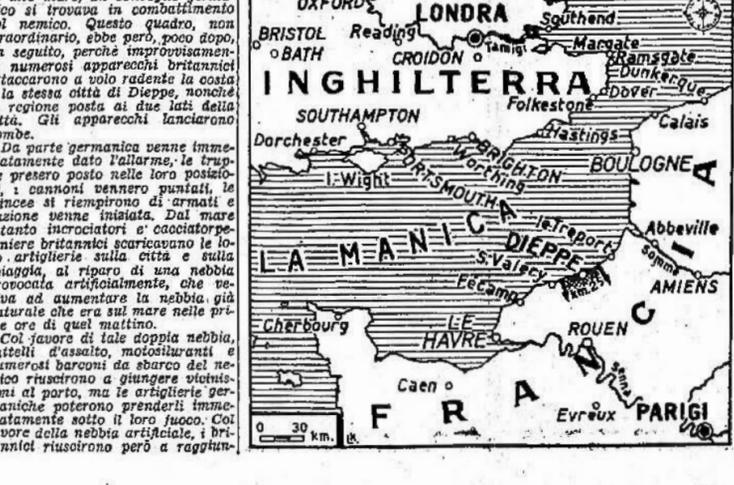 ico si trovava in combattimento
col nemico. Questo quadro, non
straordinario, ebbe però, poco dopo,
un seguito, perchè improvvisamen-
numerosi apparecchi britannici
attaccarono a volo radente la costa
la stessa città di Dieppe, nonchè
regione posta ai due lati della
città. Gli apparecchi lanciarono
bombe.
Da parte germanica venne imme-
diatamente dato l'allarme, le trup-
presero posto nelle loro posizio-
i cannoni vennero puntati, le
trincee si riempirono di armati e
azione venne iniziata. Dal mare
intanto incrociatori e cacciatorpe-
diniere britannici scaricavano le lo-
artiglierie sulla città e sulla
spiaggia, al riparo di una nebbia
provocata artificialmente, che ve-
niva ad aumentare la nebbia già
naturale che era sul mare nelle pri-
me ore di quel mattino.
Col favore di tale doppia nebbia,
battelli d'assalto, motosiluranti e
numerosi barconi da sbarco del ne-
mico riuscirono a giungere vicinis-
simi al porto, ma le artiglierie ger-
maniche poterono prenderli imme-
diatamente sotto il loro fuoco. Col
favore della nebbia artificiale, i bri-
tannici riuscirono però a raggiun-
OXFORD
LONDRA
Southend
BRISTOL
Reading
Tamigi
Margate
BATH
CROIDON
Ramsgate
INGHILTERRA
Dunkerque
Dover
Folkestone
SOUTHAMPTON
Calais
Dorchester
Hastings
BRIGHTON
Worthing
BOULOGNE
I. Wight
PORTSMOUTH
LA MANICA
le Treport
Abbeville
DIEPPE
Somme
S. Valery
km. 25
AMIENS
Fecamp
Cherbourg
LE
HAVRE
ROUEN
Senna
Caen
FRANCIA
Evreux
PARIGI
0 30
km.